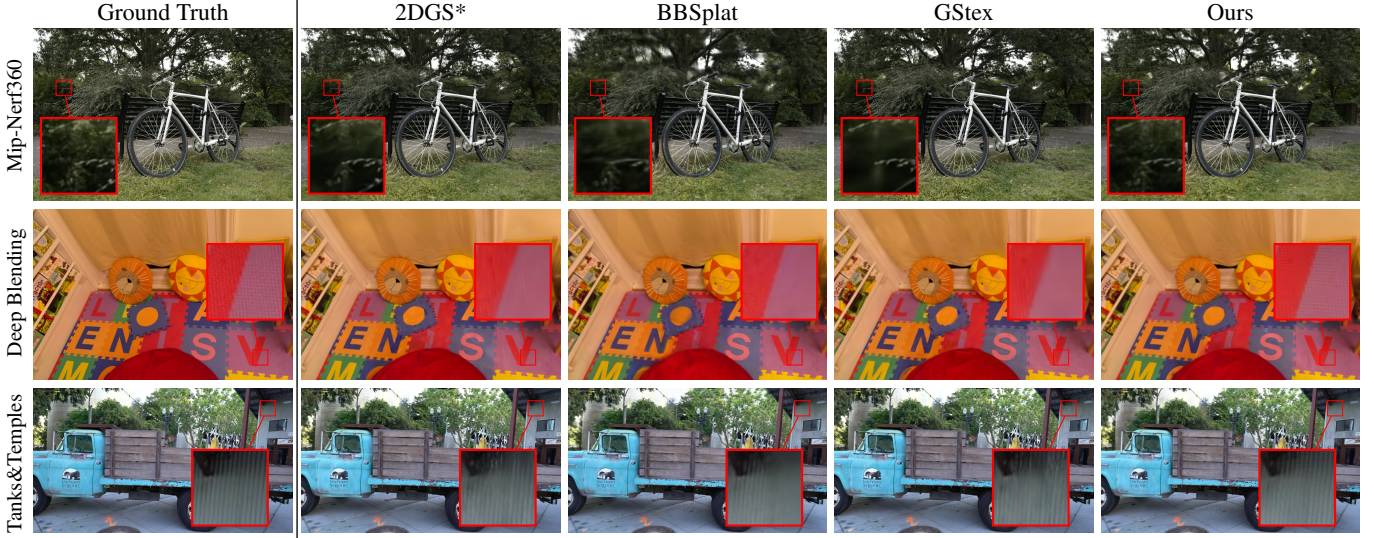 Ground Truth
2DGS*
BBSplat
GStex
Ours
Mip-Nerf360
Deep Blending
Tanks&Temples
L
A
E N
S V
M
L
A
E N
S V
M
L
A
E N
S V
M
L
A
E N
S V
M
L
A
E N
S V
M